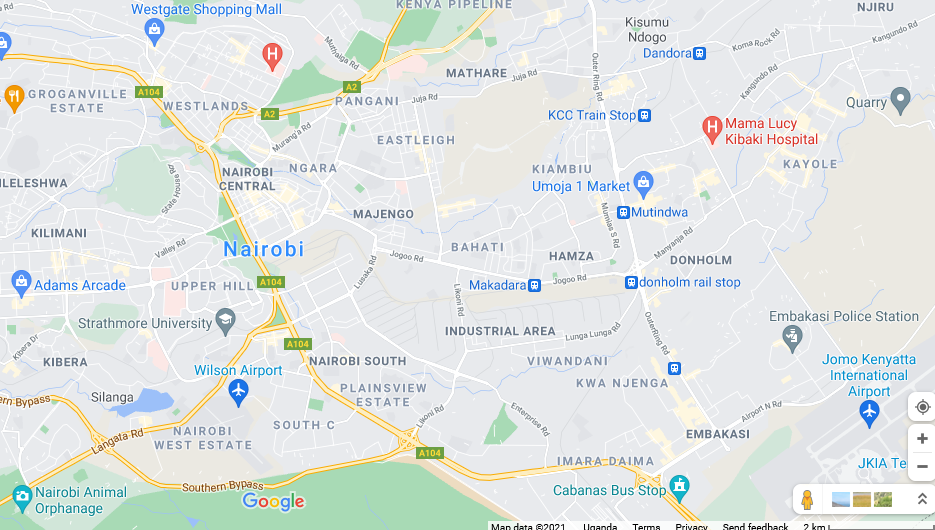 KENYA PIPELINE
NJIRU
Westgate Shopping Mall
Kisumu
Ndogo
Kangundo Rd
Muthaiga Rd
Koma Rock Rd
Dandora
Outer Ring Rd
MATHARE
Juja Rd
Kangundo Rd
A104
GROGANVILLE
ESTATE
WESTLANDS
A2
A2
PANGANI
Juja Rd
Quarry
KCC Train Stop
Mama Lucy
Kibaki Hospital
Murang'a Rd
EASTLEIGH
KAYOLE
NGARA
NAIROBI
CENTRAL
KIAMBU
Umoja 1 Market
LELESHWA
State House Rd
MAJENGO
Mutindwa
Mumias S Rd
KILIMANI
Valley Rd
Nairobi
BAHATI
Manyanja Rd
Jogoo Rd
HAMZA
DONHOLM
Lusaka Rd
Adams Arcade
UPPER HILL
A104
Makadara
Jogoo Rd
donholm rail stop
Likoni Rd
Strathmore University
INDUSTRIAL AREA
Lunga Lunga Rd
OuterRing Rd
Embakasi Police Station
Kibera Dr
A104
KIBERA
NAIROBI SOUTH
VIWANDANI
Jomo Kenyatta
International
Airport
Wilson Airport
KWA NJENGA
PLAINSVIEW
ESTATE
Silanga
thern Bypass
Airport N Rd
Likoni Rd
Enterprise Rd
SOUTH C
NAIROBI
WEST ESTATE
Langata Rd
EMBAKASI
A104
IMARA DAIMA
JKIA Te
Southern Bypass
Cabanas Bus Stop
Nairobi Animal
Orphanage
Google
Map data ©2021
Uganda
Terms
Privacy
Send feedback
2 km